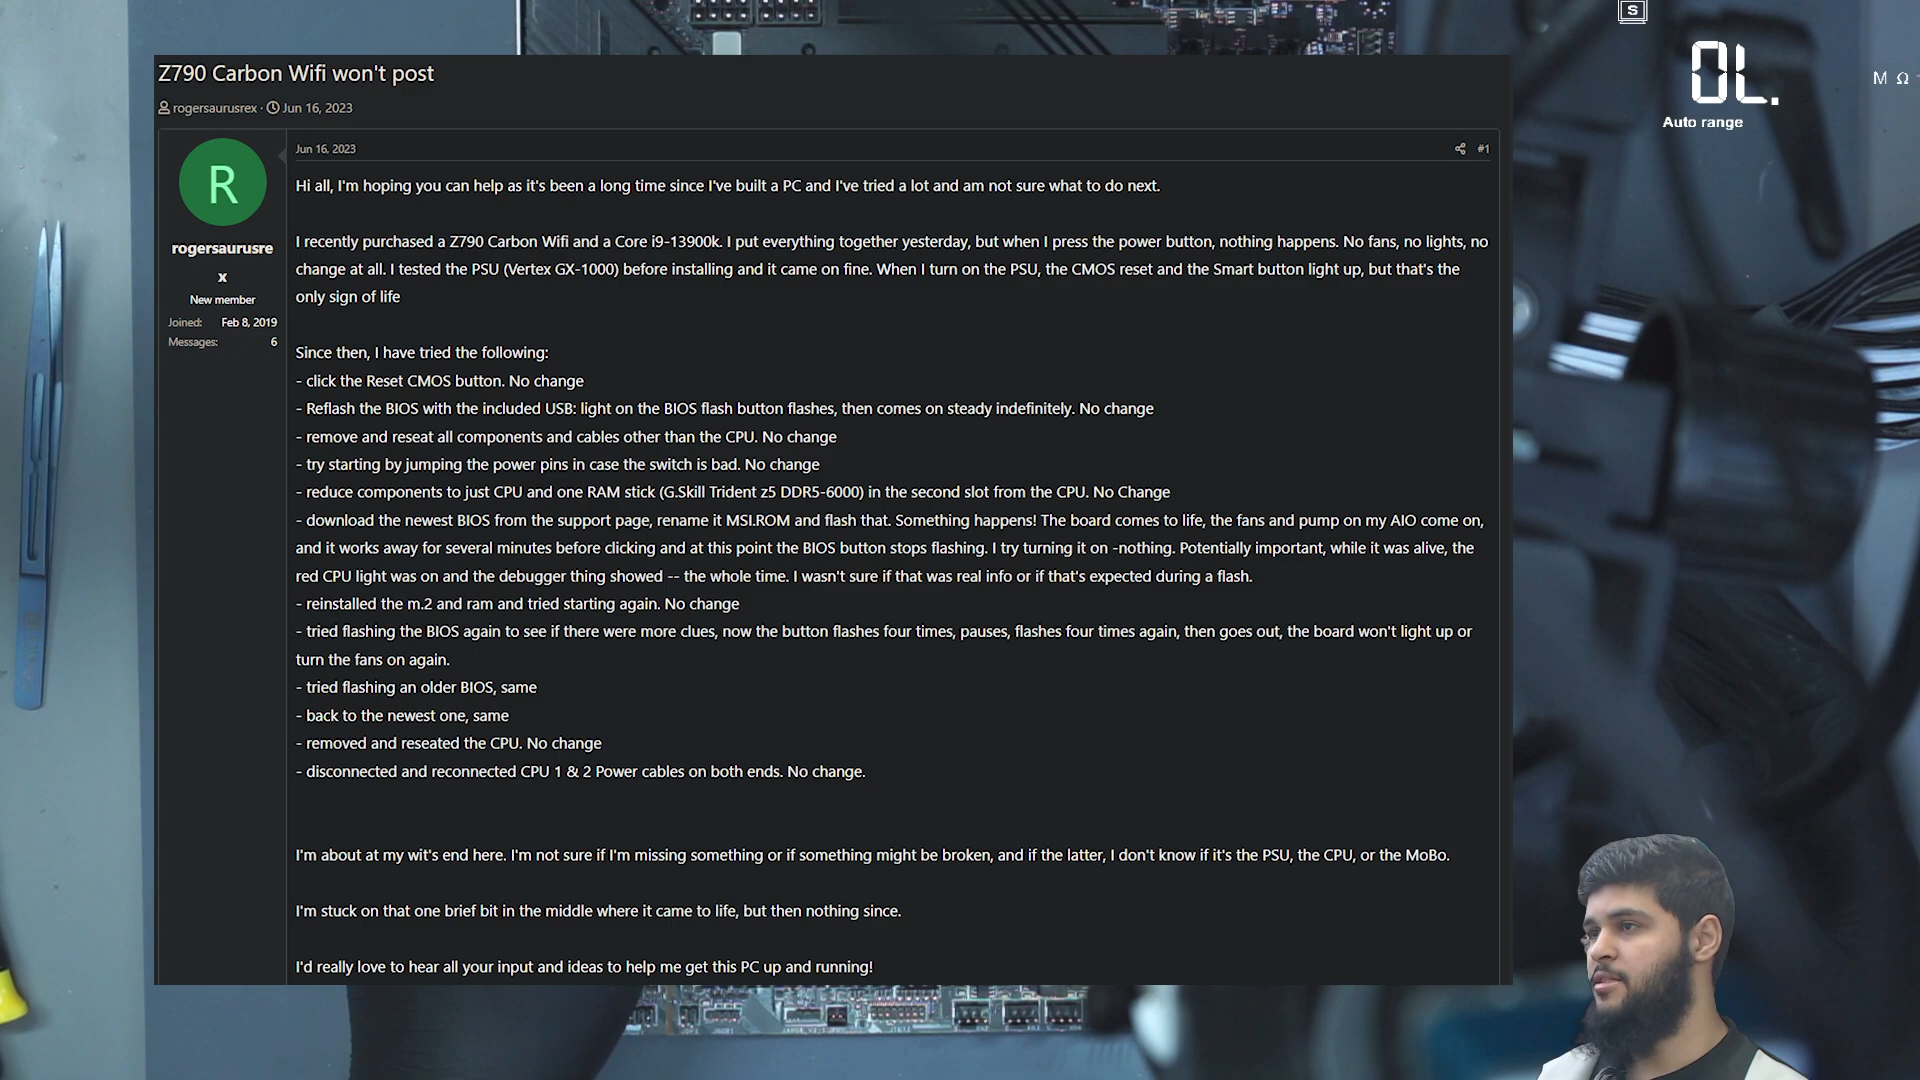 S
0L.
M Ω
Auto range
Z790 Carbon Wifi won't post
rogersaurusrex · Jun 16, 2023
R
rogersaurusre
x
New member
Joined: Feb 8, 2019
Messages: 6
Jun 16, 2023
#1
Hi all, I'm hoping you can help as it's been a long time since I've built a PC and I've tried a lot and am not sure what to do next.
I recently purchased a Z790 Carbon Wifi and a Core i9-13900k. I put everything together yesterday, but when I press the power button, nothing happens. No fans, no lights, no
change at all. I tested the PSU (Vertex GX-1000) before installing and it came on fine. When I turn on the PSU, the CMOS reset and the Smart button light up, but that's the
only sign of life
Since then, I have tried the following:
- click the Reset CMOS button. No change
- Reflash the BIOS with the included USB: light on the BIOS flash button flashes, then comes on steady indefinitely. No change
- remove and reseat all components and cables other than the CPU. No change
- try starting by jumping the power pins in case the switch is bad. No change
- reduce components to just CPU and one RAM stick (G.Skill Trident z5 DDR5-6000) in the second slot from the CPU. No Change
- download the newest BIOS from the support page, rename it MSI.ROM and flash that. Something happens! The board comes to life, the fans and pump on my AIO come on,
and it works away for several minutes before clicking and at this point the BIOS button stops flashing. I try turning it on -nothing. Potentially important, while it was alive, the
red CPU light was on and the debugger thing showed -- the whole time. I wasn't sure if that was real info or if that's expected during a flash.
- reinstalled the m.2 and ram and tried starting again. No change
- tried flashing the BIOS again to see if there were more clues, now the button flashes four times, pauses, flashes four times again, then goes out, the board won't light up or
turn the fans on again.
- tried flashing an older BIOS, same
- back to the newest one, same
- removed and reseated the CPU. No change
- disconnected and reconnected CPU 1 & 2 Power cables on both ends. No change.
I'm about at my wit's end here. I'm not sure if I'm missing something or if something might be broken, and if the latter, I don't know if it's the PSU, the CPU, or the MoBo.
I'm stuck on that one brief bit in the middle where it came to life, but then nothing since.
I'd really love to hear all your input and ideas to help me get this PC up and running!